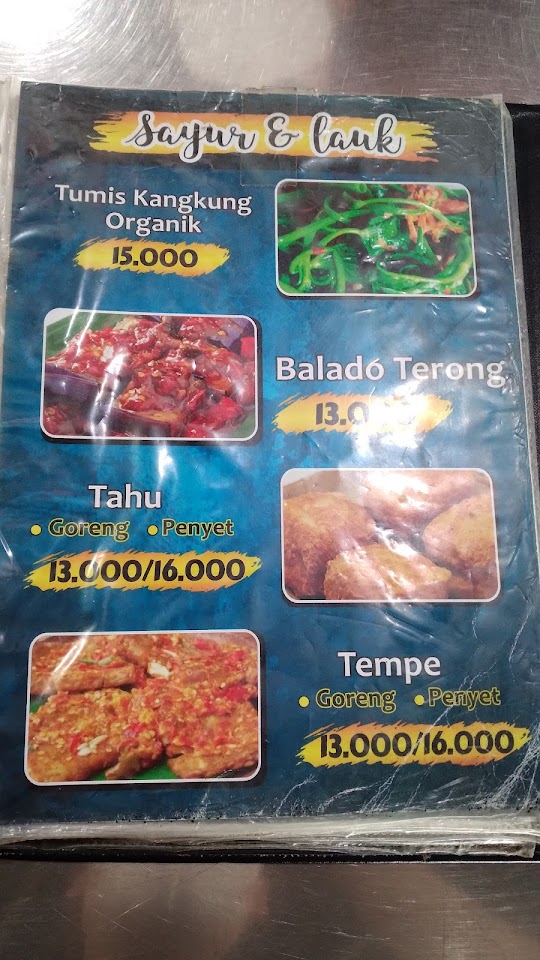 Sayur & lauk
Tumis Kangkung
Organik
15.000
Balado Terong
Tahu
• Goreng • Penyet
13.000/16.000
Tempe
• Goreng • Penyet
13.000/16.000